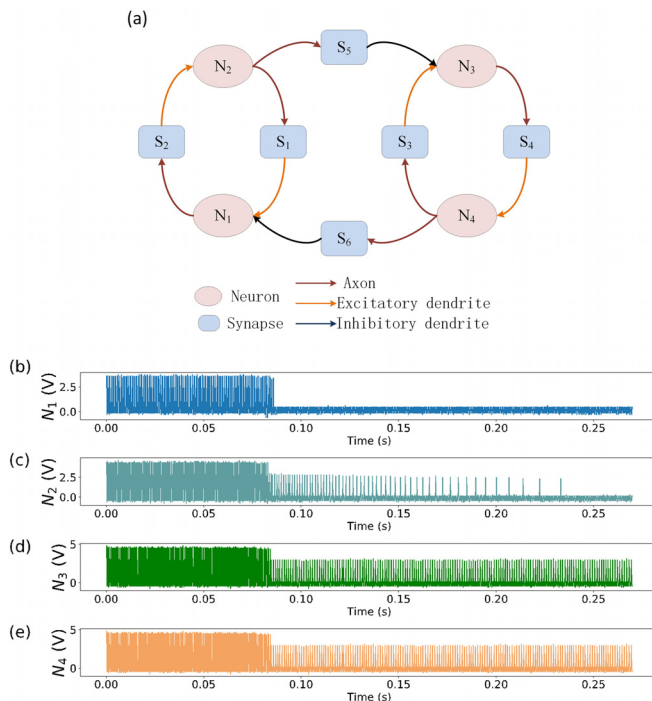 (a)
N₂
S₅
N₃
S₂
S₁
S₃
S₄
N₁
S₆
N₄
Neuron
Synapse
Axon
Excitatory dendrite
Inhibitory dendrite
(b)
N₁ (V)
2.5
0.0
0.00 0.05 0.10 0.15 0.20 0.25
Time (s)
(c)
N₂ (V)
2.5
0.0
0.00 0.05 0.10 0.15 0.20 0.25
Time (s)
(d)
N₃ (V)
5
0
0.00 0.05 0.10 0.15 0.20 0.25
Time (s)
(e)
N₄ (V)
5
0
0.00 0.05 0.10 0.15 0.20 0.25
Time (s)